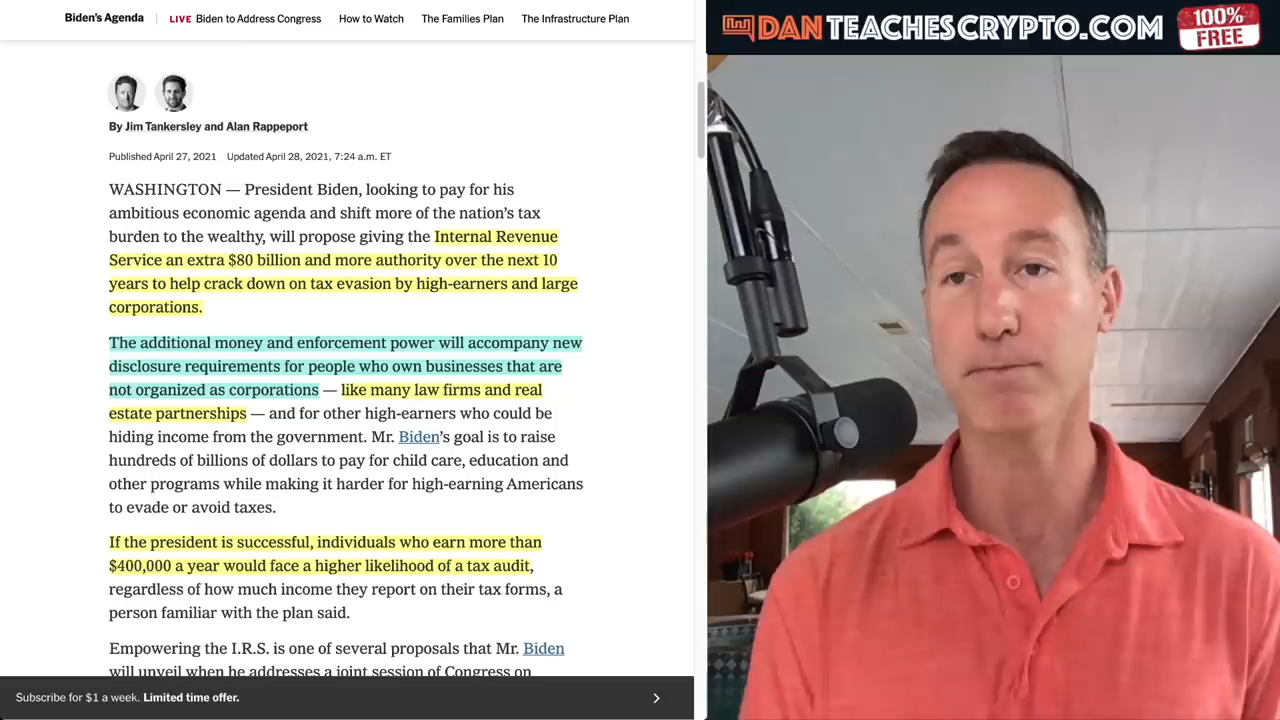 Biden's Agenda
LIVE Biden to Address Congress
How to Watch
The Families Plan
The Infrastructure Plan
DANTEACHESCRYPTO.COM
100%
FREE
By Jim Tankersley and Alan Rappeport
Published April 27, 2021 Updated April 28, 2021, 7:24 a.m. ET
WASHINGTON — President Biden, looking to pay for his
ambitious economic agenda and shift more of the nation's tax
burden to the wealthy, will propose giving the Internal Revenue
Service an extra $80 billion and more authority over the next 10
years to help crack down on tax evasion by high-earners and large
corporations.
The additional money and enforcement power will accompany new
disclosure requirements for people who own businesses that are
not organized as corporations — like many law firms and real
estate partnerships — and for other high-earners who could be
hiding income from the government. Mr. Biden's goal is to raise
hundreds of billions of dollars to pay for child care, education and
other programs while making it harder for high-earning Americans
to evade or avoid taxes.
If the president is successful, individuals who earn more than
$400,000 a year would face a higher likelihood of a tax audit,
regardless of how much income they report on their tax forms, a
person familiar with the plan said.
Empowering the I.R.S. is one of several proposals that Mr. Biden
will unveil when he addresses a joint session of Congress on
Subscribe for $1 a week. Limited time offer.